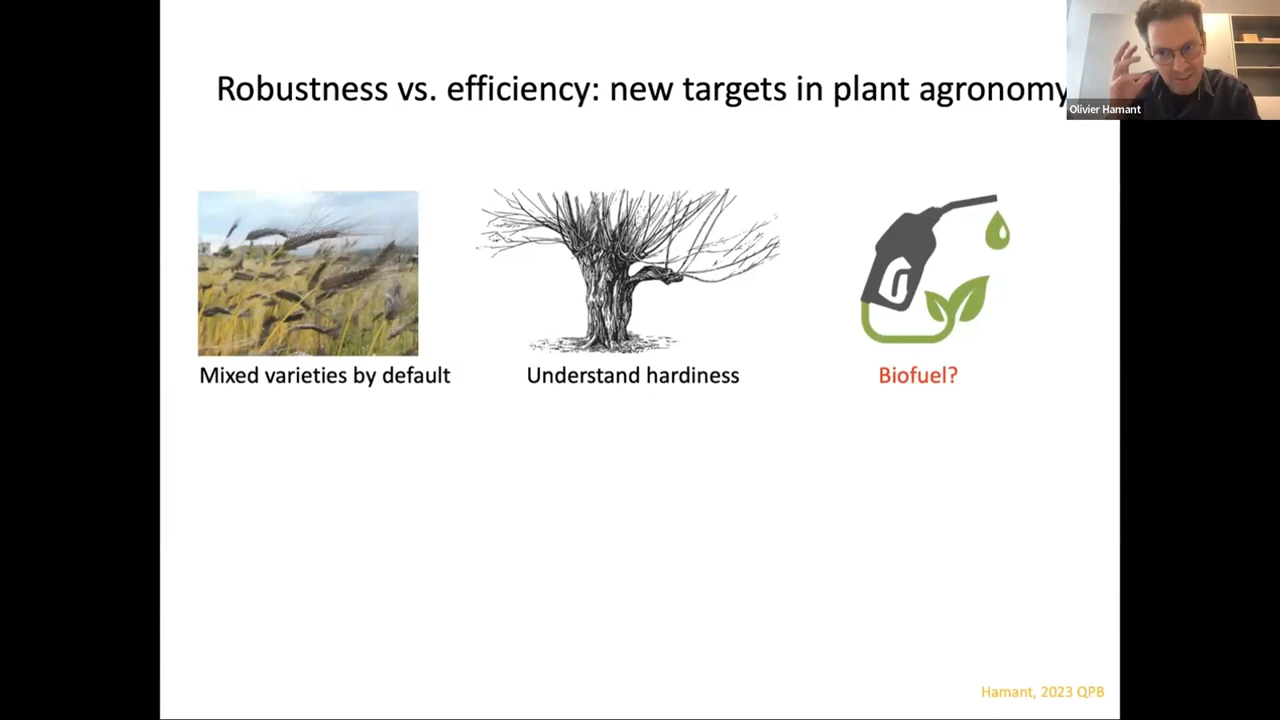 Robustness vs. efficiency: new targets in plant agronomy
Olivier Hamant
Mixed varieties by default
Understand hardiness
Biofuel?
Hamant, 2023 QPB